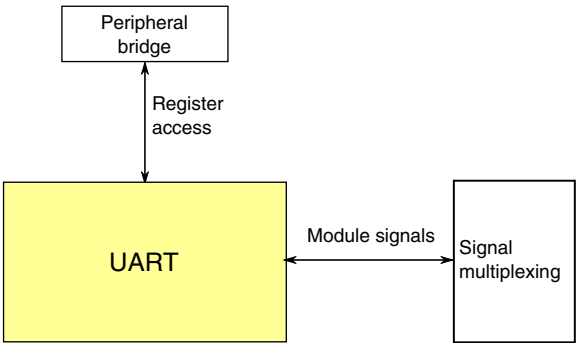 Peripheral
bridge
Register
access
UART
Module signals
Signal
multiplexing